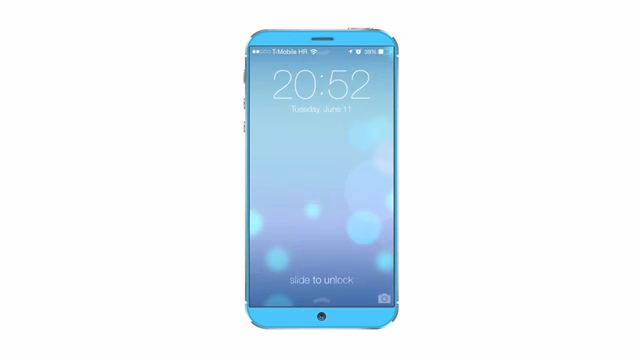 T-Mobile HR 38%
20:52
Tuesday, June 11
slide to unlock